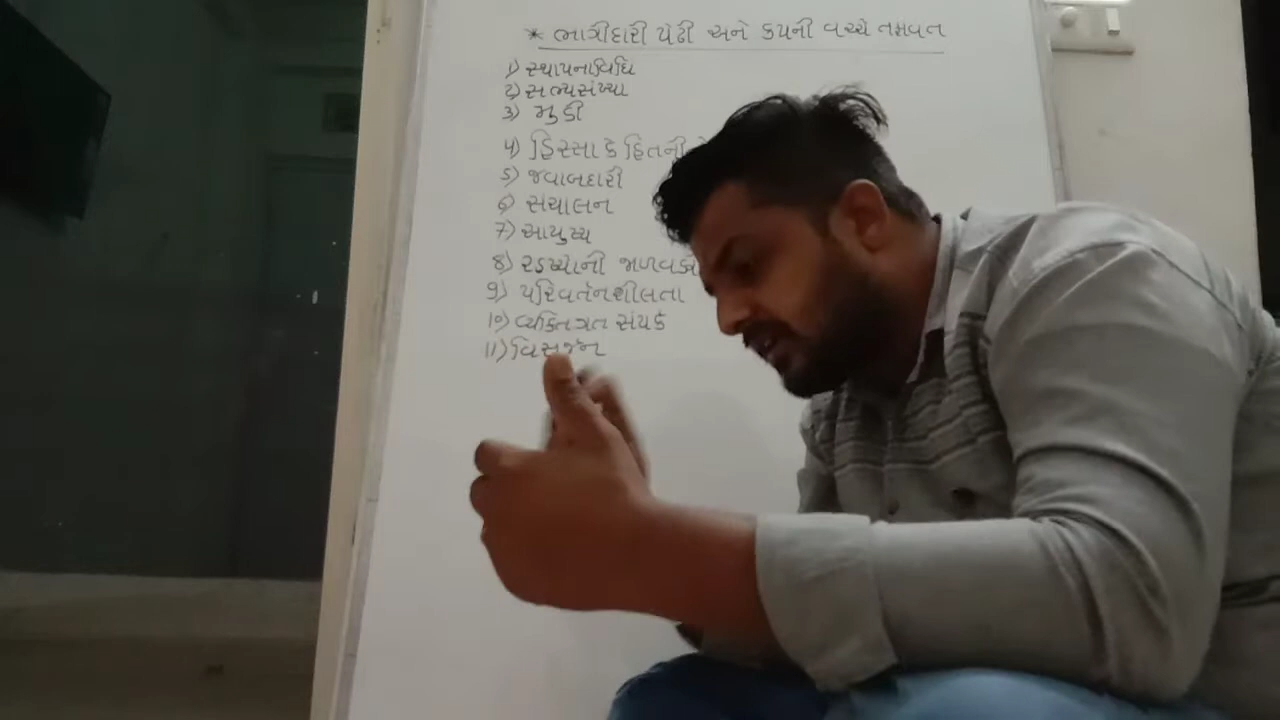 * ભાગીદારી પેઢી અને કંપની વચ્ચે તફાવત
1) સ્થાપનાવિધિ
2) સભ્યસંખ્યા
3) મુડી
4) હિસ્સા કે હિતની
5) જવાબદારી
6) સંચાલન
7) આયુષ્ય
8) રહસ્યોની જાળવણી
9) પરિવર્તનશીલતા
10) વ્યક્તિગત સંપર્ક
11) વિસર્જન